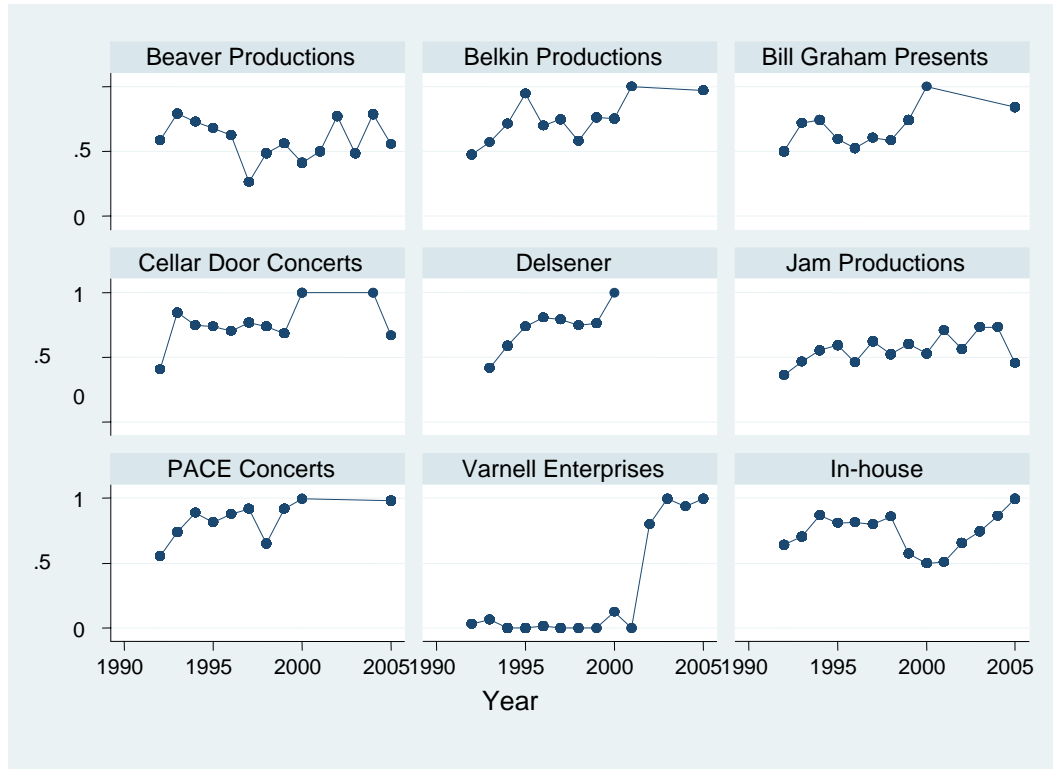 Beaver Productions Belkin Productions Bill Graham Presents
.5
0
Cellar Door Concerts Delsener Jam Productions
1
.5
0
PACE Concerts Varnell Enterprises In-house
1
.5
0
1990 1995 2000 2005 1990 1995 2000 2005 1990 1995 2000 2005
Year